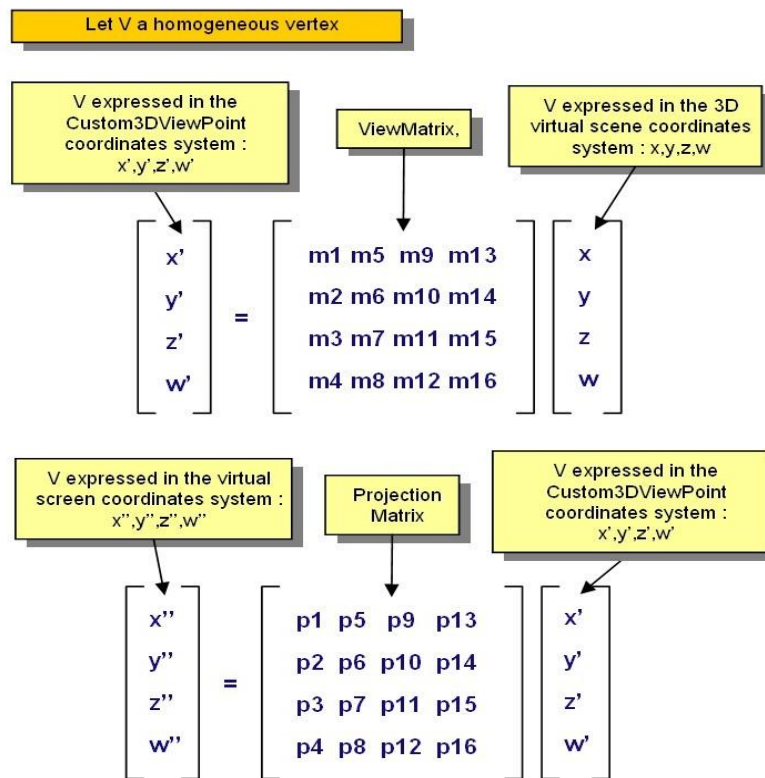 Let V a homogeneous vertex
V expressed in the
Custom3DViewPoint
coordinates system :
x',y',z',w'
ViewMatrix,
V expressed in the 3D
virtual scene coordinates
system : x,y,z,w
x' m1 m5 m9 m13 x
y' m2 m6 m10 m14 y
=
z' m3 m7 m11 m15 z
w' m4 m8 m12 m16 w
V expressed in the virtual
screen coordinates system :
x'',y'',z'',w''
Projection
Matrix
V expressed in the
Custom3DViewPoint
coordinates system :
x',y',z',w'
x'' p1 p5 p9 p13 x'
y'' p2 p6 p10 p14 y'
=
z'' p3 p7 p11 p15 z'
w'' p4 p8 p12 p16 w'